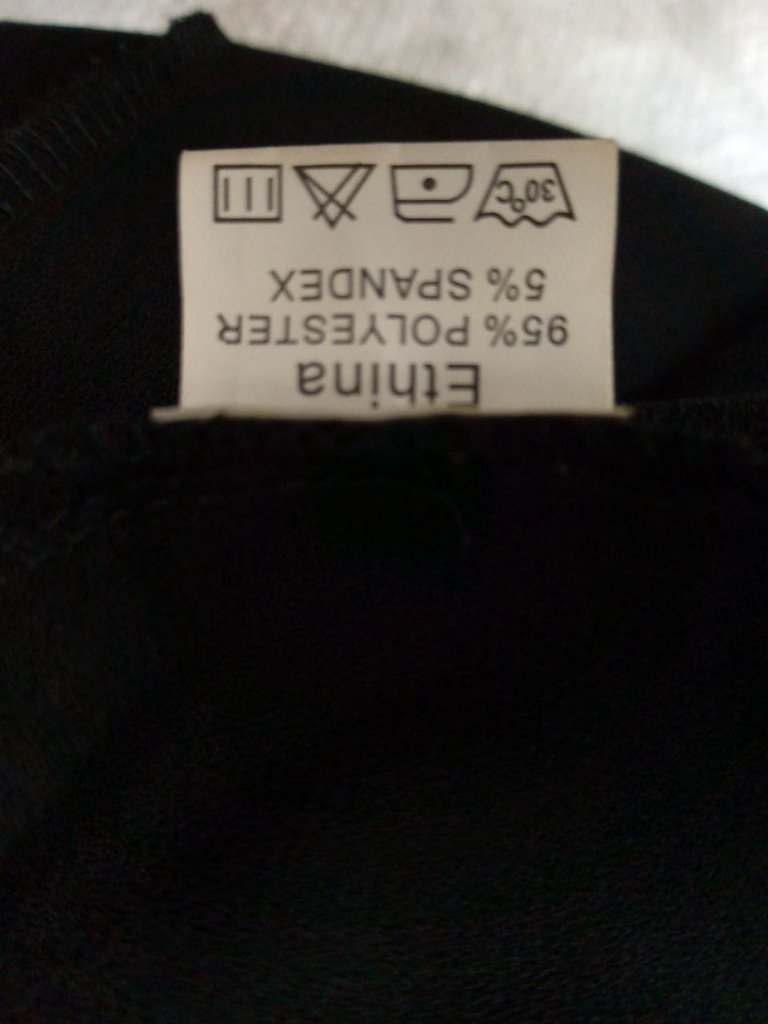 Ethina
95% POLYESTER
5% SPANDEX
30°C